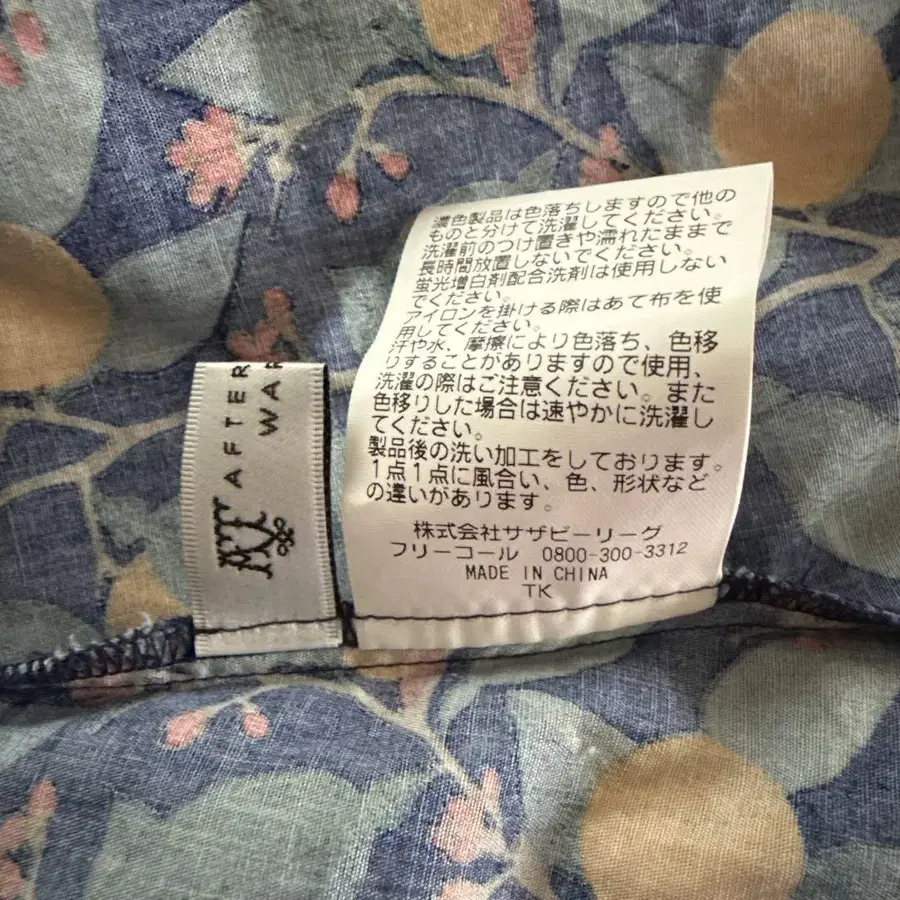 AFTER
WA
濃色製品は色落ちしますので他の
ものと分けて洗濯してください。
洗濯前のつけ置きや濡れたままで
長時間放置しないでください。
蛍光増白剤配合洗剤は使用しない
でください。
アイロンを掛ける際はあて布を使
用してください。
汗や水、摩擦により色落ち、色移
りすることがありますので使用、
洗濯の際はご注意ください。また
色移りした場合は速やかに洗濯し
てください。
製品後の洗い加工をしております。
1点1点に風合い、色、形状など
の違いがあります。
株式会社サザビーリーグ
フリーコール 0800-300-3312
MADE IN CHINA
TK